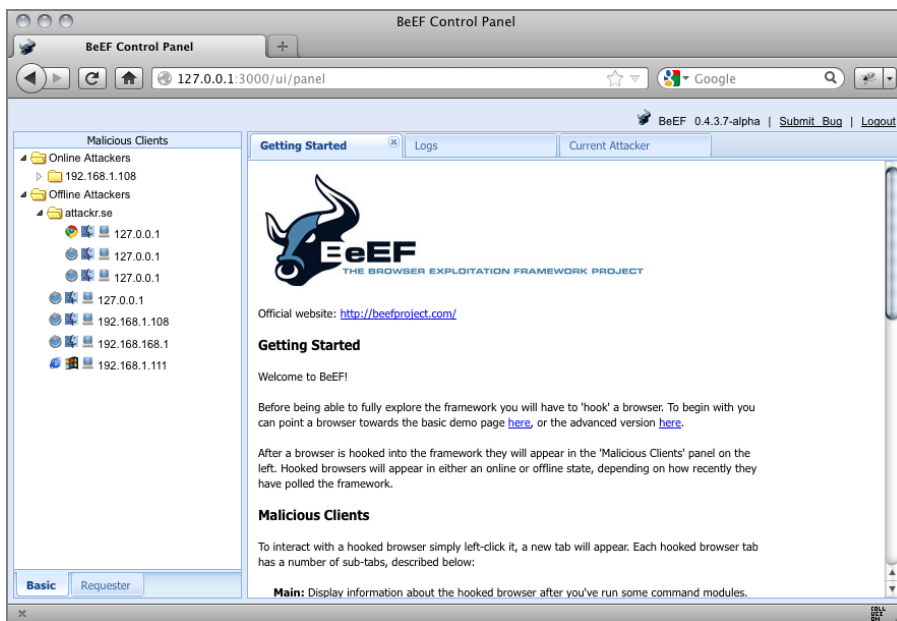 BeEF Control Panel
BeEF Control Panel
127.0.0.1:3000/ui/panel
Google
BeEF 0.4.3.7-alpha | Submit Bug | Logout
Malicious Clients
Online Attackers
192.168.1.108
Offline Attackers
attackr.se
127.0.0.1
127.0.0.1
127.0.0.1
127.0.0.1
192.168.1.108
192.168.168.1
192.168.1.111
Basic
Requester
Getting Started
Logs
Current Attacker
BeEF
THE BROWSER EXPLOITATION FRAMEWORK PROJECT
Official website: http://beefproject.com/
Getting Started
Welcome to BeEF!
Before being able to fully explore the framework you will have to 'hook' a browser. To begin with you
can point a browser towards the basic demo page here, or the advanced version here.
After a browser is hooked into the framework they will appear in the 'Malicious Clients' panel on the
left. Hooked browsers will appear in either an online or offline state, depending on how recently they
have polled the framework.
Malicious Clients
To interact with a hooked browser simply left-click it, a new tab will appear. Each hooked browser tab
has a number of sub-tabs, described below:
Main: Display information about the hooked browser after you've run some command modules.
COLL
USI
ON